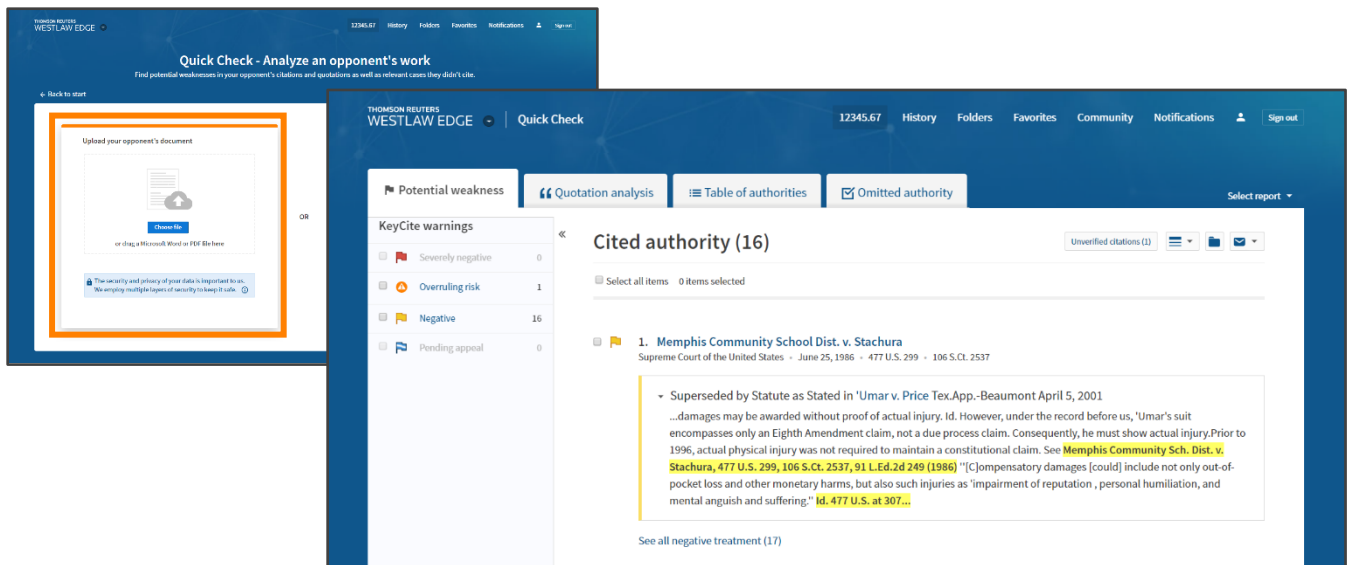 THOMSON REUTERS
WESTLAW EDGE
12345.67 History Folders Favorites Notifications Sign out
Quick Check - Analyze an opponent's work
Find potential weaknesses in your opponent's citations and quotations as well as relevant cases they didn't cite.
← Back to start
Upload your opponent's document
Choose file
or drag a Microsoft Word or PDF file here
The security and privacy of your data is important to us.
We employ multiple layers of security to keep it safe.
OR
THOMSON REUTERS
WESTLAW EDGE | Quick Check
12345.67 History Folders Favorites Community Notifications Sign out
Potential weakness
Quotation analysis
Table of authorities
Omitted authority
Select report
KeyCite warnings
Severely negative 0
Overruling risk 1
Negative 16
Pending appeal 0
«
Cited authority (16)
Unverified citations (1)
Select all items 0 items selected
1. Memphis Community School Dist. v. Stachura
Supreme Court of the United States • June 25, 1986 • 477 U.S. 299 • 106 S.Ct. 2537
Superseded by Statute as Stated in 'Umar v. Price Tex.App.-Beaumont April 5, 2001
...damages may be awarded without proof of actual injury. Id. However, under the record before us, 'Umar's suit
encompasses only an Eighth Amendment claim, not a due process claim. Consequently, he must show actual injury.Prior to
1996, actual physical injury was not required to maintain a constitutional claim. See Memphis Community Sch. Dist. v.
Stachura, 477 U.S. 299, 106 S.Ct. 2537, 91 L.Ed.2d 249 (1986) "[C]ompensatory damages [could] include not only out-of-
pocket loss and other monetary harms, but also such injuries as 'impairment of reputation , personal humiliation, and
mental anguish and suffering." Id. 477 U.S. at 307...
See all negative treatment (17)